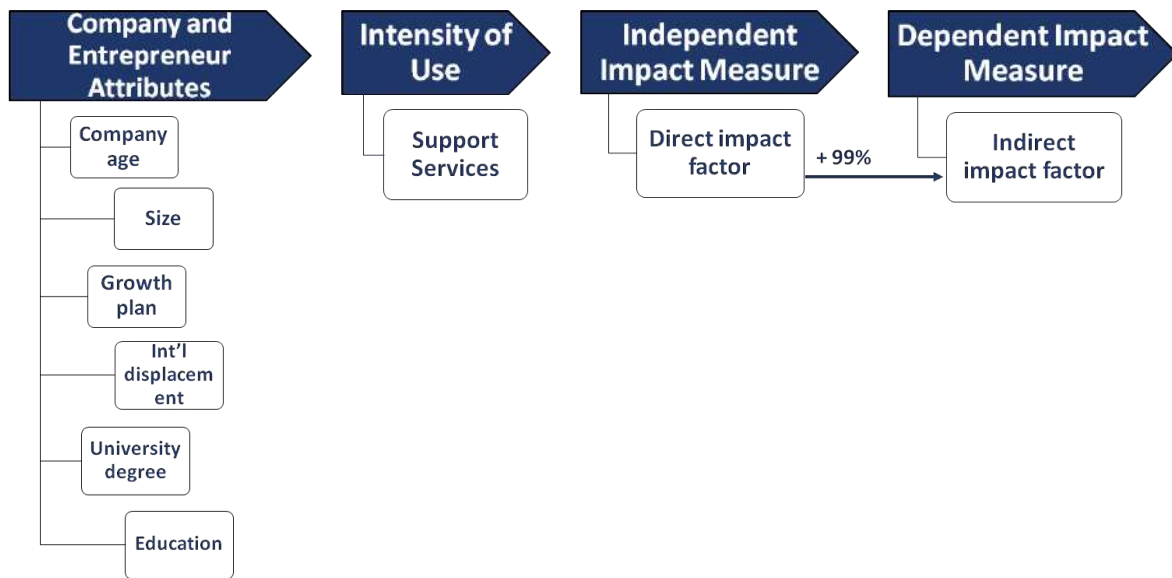 Company and
Entrepreneur
Attributes
Intensity of
Use
Independent
Impact Measure
Dependent Impact
Measure
Company
age
Size
Growth
plan
Int'l
displacem
ent
University
degree
Education
Support
Services
Direct impact
factor
+ 99%
Indirect
impact factor